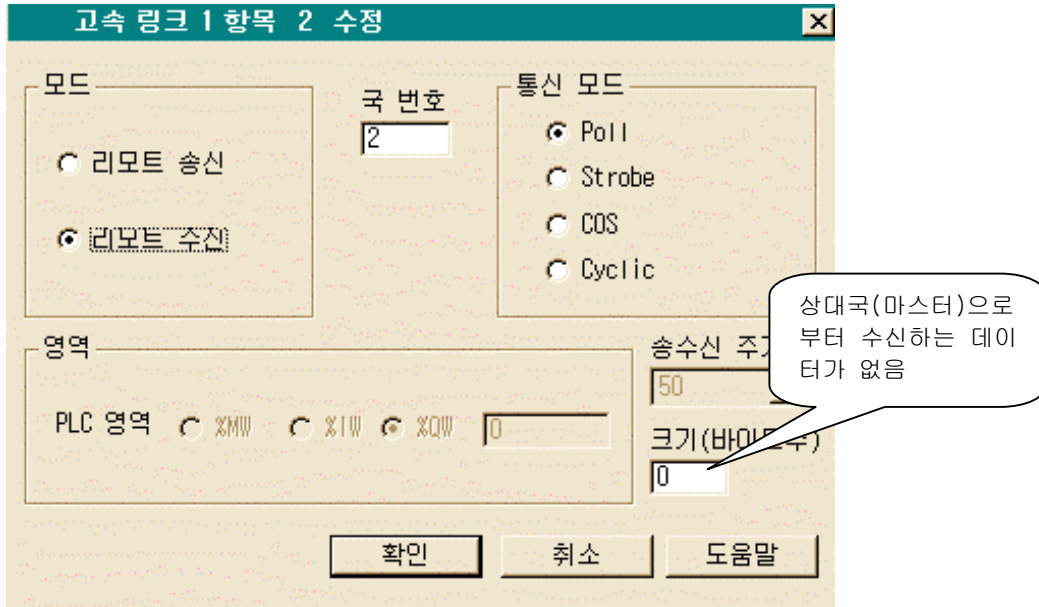 고속 링크 1 항목 2 수정
모드
리모트 송신
리모트 수신
국 번호
2
통신 모드
Poll
Strobe
COS
Cyclic
상대국(마스터)으로
부터 수신하는 데이
터가 없음
영역
PLC 영역 %MW %IW %QW 0
송수신
50
크기(바이트수)
0
확인 취소 도움말